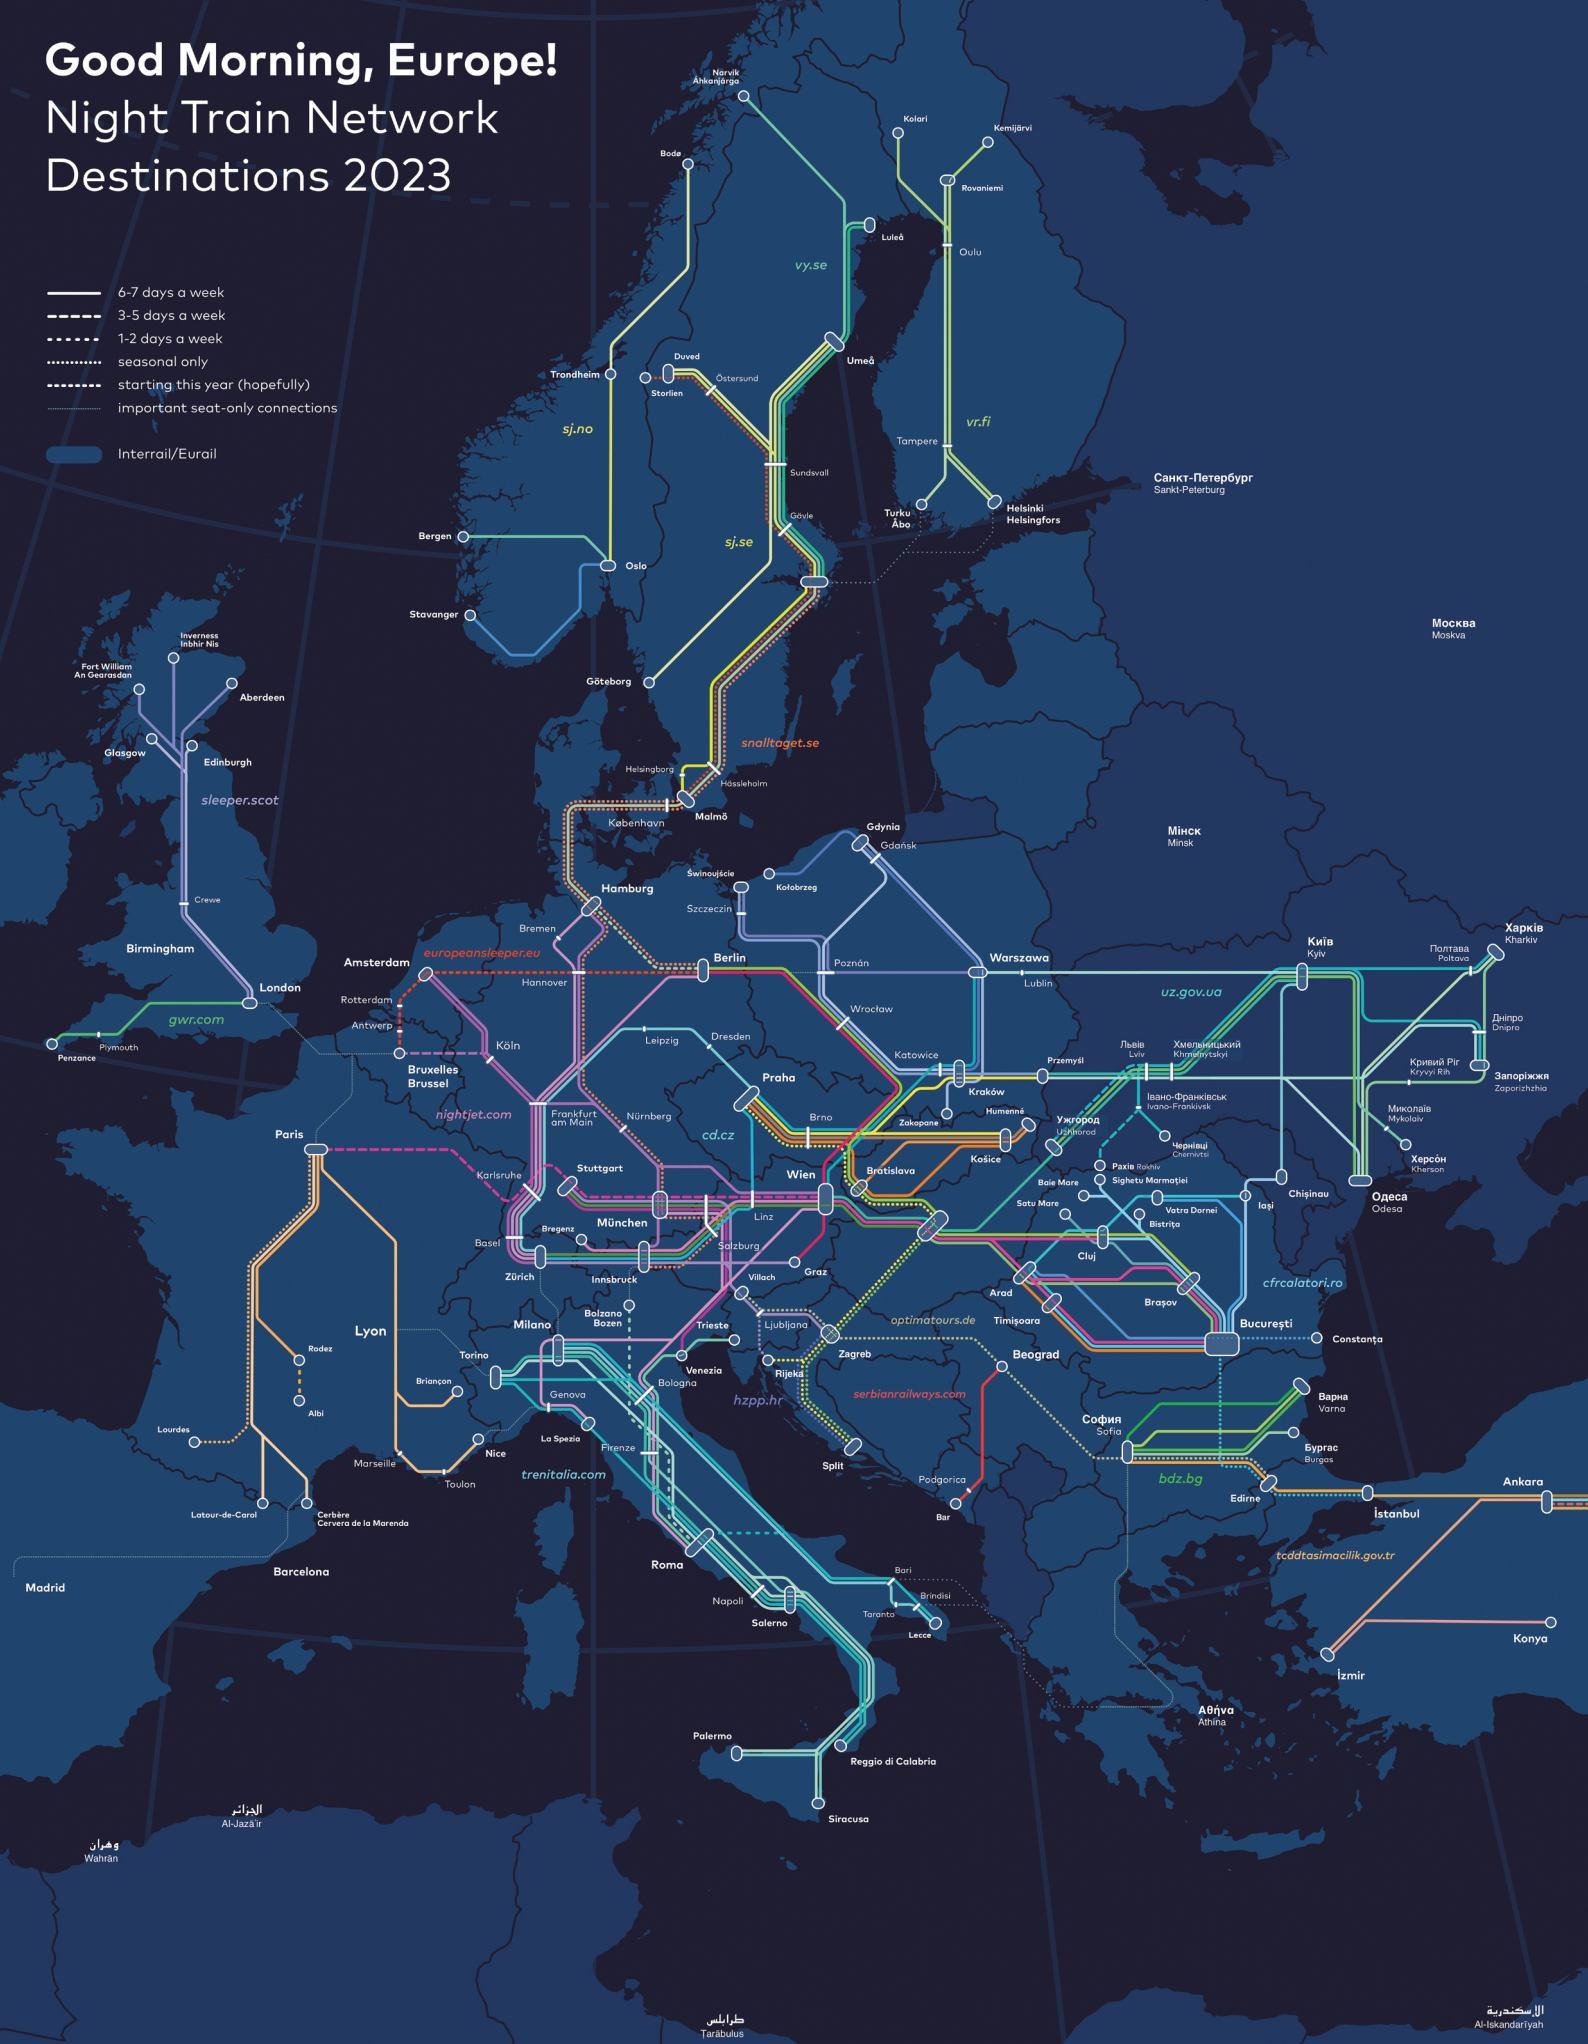 Good Morning, Europe!
Night Train Network
Destinations 2023
6-7 days a week
3-5 days a week
1-2 days a week
seasonal only
starting this year (hopefully)
important seat-only connections
Interrail/Eurail
Narvik
Áhkanjárga
Kolari
Kemijärvi
Bodø
Rovaniemi
Luleå
Oulu
vy.se
Umeå
Duved
Östersund
Trondheim
Storlien
vr.fi
sj.no
Tampere
Sundsvall
Санкт-Петербург
Sankt-Peterburg
Turku
Åbo
Helsinki
Helsingfors
Gävle
Bergen
sj.se
Oslo
Stavanger
Москва
Moskva
Inverness
Inbhir Nis
Fort William
An Gearasdan
Aberdeen
Göteborg
Glasgow
Edinburgh
snalltaget.se
Helsingborg
Hässleholm
sleeper.scot
København
Malmö
Gdynia
Gdańsk
Мінск
Minsk
Świnoujście
Kołobrzeg
Hamburg
Crewe
Szczeczin
Bremen
Харків
Kharkiv
Birmingham
europeansleeper.eu
Київ
Kyiv
Полтава
Poltava
Amsterdam
Berlin
Poznań
Warszawa
Lublin
London
Hannover
uz.gov.ua
Rotterdam
gwr.com
Wrocław
Antwerp
Дніпро
Dnipro
Plymouth
Penzance
Köln
Leipzig
Dresden
Львів
Lviv
Хмельницький
Khmelnytskyi
Katowice
Przemyśl
Bruxelles
Brussel
Praha
Kraków
Кривий Ріг
Kryvyi Rih
Запоріжжя
Zaporizhzhia
Івано-Франківськ
Ivano-Frankivsk
nightjet.com
Frankfurt
am Main
Nürnberg
Brno
Zakopane
Humenné
Ужгород
Uzhhorod
Миколаїв
Mykolaiv
Paris
cd.cz
Košice
Чернівці
Chernivtsi
Херсо́н
Kherson
Karlsruhe
Stuttgart
Wien
Bratislava
Рахів Rakhiv
Baie Mare
Sighetu Marmației
Chișinau
Одеса
Odesa
Satu Mare
Vatra Dornei
Iași
Bistrița
München
Linz
Bregenz
Basel
Salzburg
Cluj
Zürich
Innsbruck
Graz
Villach
Arad
Brașov
cfrcalatori.ro
Bolzano
Bozen
Timișoara
Lyon
Milano
Trieste
Ljubljana
optimatours.de
București
Constanța
Rodez
Torino
Zagreb
Beograd
Briançon
Venezia
Rijeka
Bologna
Genova
hzpp.hr
serbianrailways.com
Варна
Varna
Albi
Lourdes
La Spezia
София
Sofia
Nice
Firenze
Бургас
Burgas
Marseille
Split
trenitalia.com
Toulon
Podgorica
bdz.bg
Ankara
Edirne
İstanbul
Latour-de-Carol
Cerbère
Cervera de la Marenda
Bar
Roma
tcddtasimacilik.gov.tr
Barcelona
Madrid
Bari
Napoli
Brindisi
Taranto
Salerno
Lecce
Konya
İzmir
Αθήνα
Athína
Palermo
Reggio di Calabria
الجزائر
Al-Jazā'ir
Siracusa
وهران
Wahrān
طرابلس
Ṭarābulus
الإسكندرية
Al-Iskandarīyah